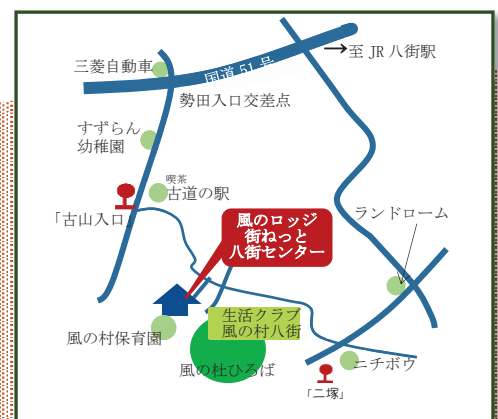 国道 51 号
至 JR 八街駅
三菱自動車
勢田入口交差点
すずらん
幼稚園
喫茶
古道の駅
「古山入口」
ランドローム
風のロッジ
街ねっと
八街センター
生活クラブ
風の村八街
風の村保育園
風の杜ひろば
ニチボウ
「二塚」